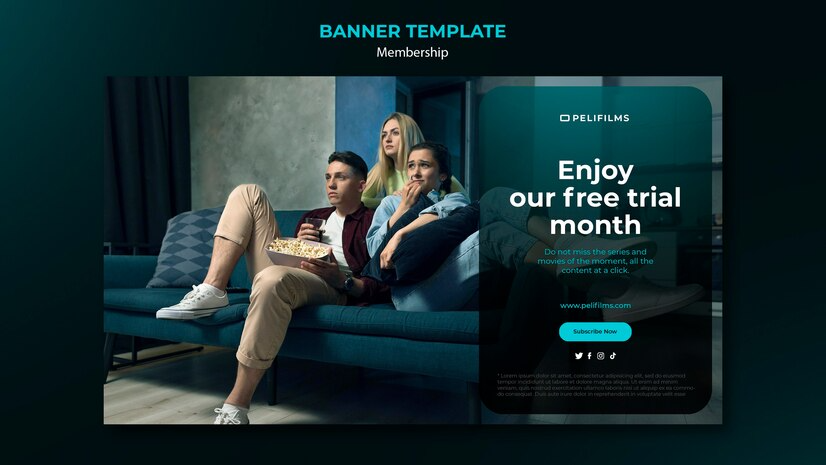 BANNER TEMPLATE
Membership
PELIFILMS
Enjoy
our free trial
month
Do not miss the series and
movies of the moment, all the
content at a click.
www.pelifilms.com
Subscribe Now
* Lorem ipsum dolor sit amet, consectetur adipiscing elit, sed do eiusmod
tempor incididunt ut labore et dolore magna aliqua. Ut enim ad minim
veniam, quis nostrud exercitation ullamco laboris nisi ut aliquip ex ea commo
do consequat. Duis aute irure dolor in reprehenderit in voluptate velit esse